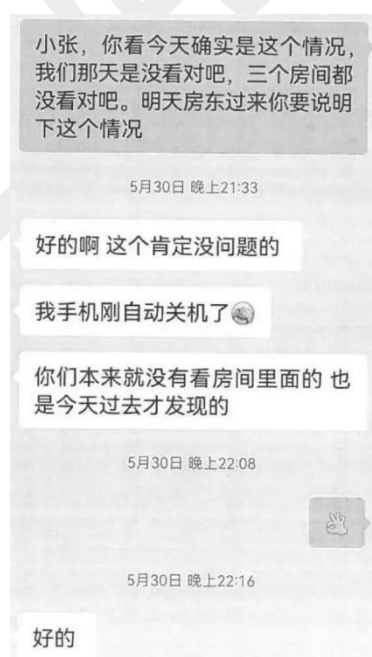 小张，你看今天确实是这个情况，
我们那天是没看对吧，三个房间都
没看对吧。明天房东过来你要说明
下这个情况
5月30日 晚上21:33
好的啊 这个肯定没问题的
我手机刚自动关机了
你们本来就没有看房间里面的 也
是今天过去才发现的
5月30日 晚上22:08
5月30日 晚上22:16
好的